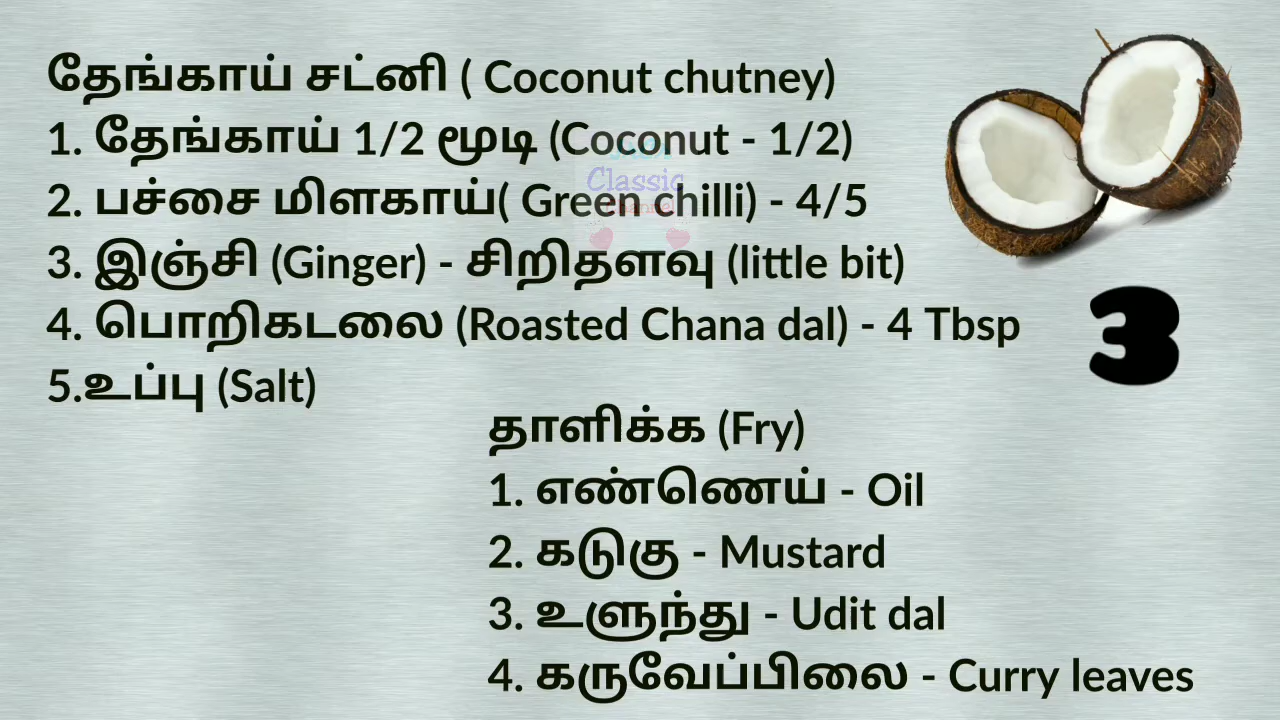 தேங்காய் சட்னி ( Coconut chutney)
1. தேங்காய் 1/2 மூடி (Coconut - 1/2)
2. பச்சை மிளகாய்( Green chilli) - 4/5
3. இஞ்சி (Ginger) - சிறிதளவு (little bit)
4. பொறிகடலை (Roasted Chana dal) - 4 Tbsp
5.உப்பு (Salt)
3
தாளிக்க (Fry)
1. எண்ணெய் - Oil
2. கடுகு - Mustard
3. உளுந்து - Udit dal
4. கருவேப்பிலை - Curry leaves
Classic
Channel